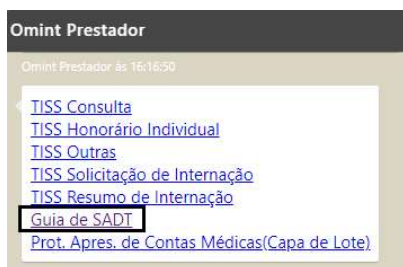 Omint Prestador
Omint Prestador ás 16:16:50
TISS Consulta
TISS Honorário Individual
TISS Outras
TISS Solicitação de Internação
TISS Resumo de Internação
Guia de SADT
Prot. Apres. de Contas Médicas(Capa de Lote)